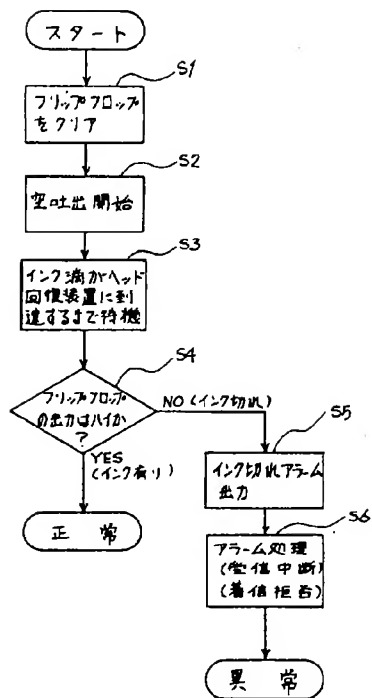 スタート
S1
フリップフロップ
をクリア
S2
空吐出開始
S3
インク滴がヘッド
回復装置に到
達するまで待機
S4
フリップフロップ
の出力はハイか
?
NO (インク切れ)
YES
(インク有り)
正常
S5
インク切れアラーム
出力
S6
アラーム処理
(受信中断)
(着信拒否)
異常